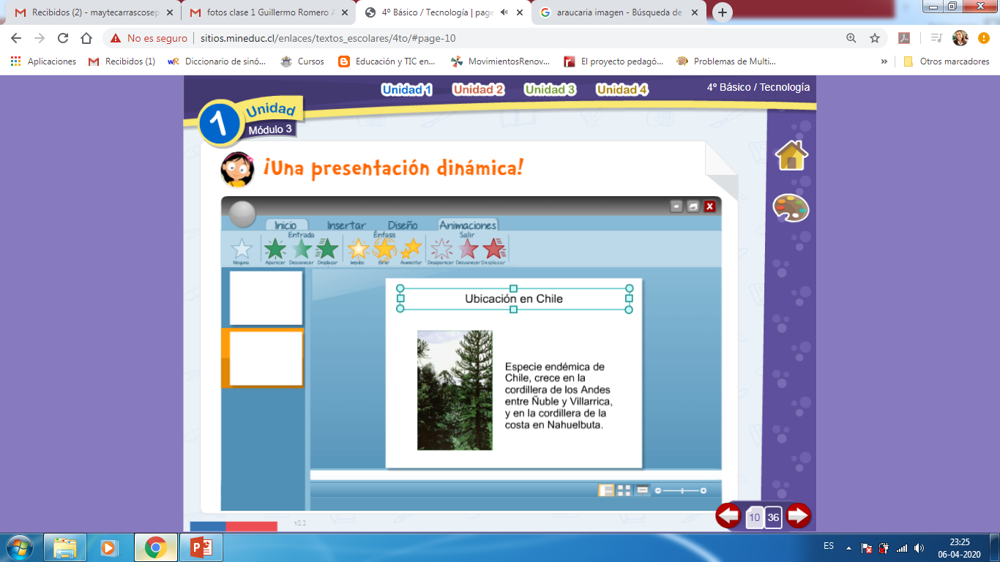 Recibidos (2) - maytecarrascosep
fotos clase 1 Guillermo Romero A
4º Básico / Tecnología | page
araucaria imagen - Búsqueda de
No es seguro | sitios.mineduc.cl/enlaces/textos_escolares/4to/#page-10
Aplicaciones
Recibidos (1)
Diccionario de sinó...
Cursos
Educación y TIC en...
MovimientosRenov...
El proyecto pedagó...
Problemas de Multi...
»
Otros marcadores
Unidad 1
Unidad 2
Unidad 3
Unidad 4
4º Básico / Tecnología
1
Unidad
Módulo 3
¡Una presentación dinámica!
Inicio
Insertar
Diseño
Animaciones
Entrada
Énfasis
Salir
Ninguna
Aparecer
Desvanecer
Desplazar
Impulso
Girar
Aumentar
Desaparecer
Desvanecer
Desplazar
Ubicación en Chile
Especie endémica de
Chile, crece en la
cordillera de los Andes
entre Ñuble y Villarrica,
y en la cordillera de la
costa en Nahuelbuta.
10
36
v2.2
ES
23:25
06-04-2020